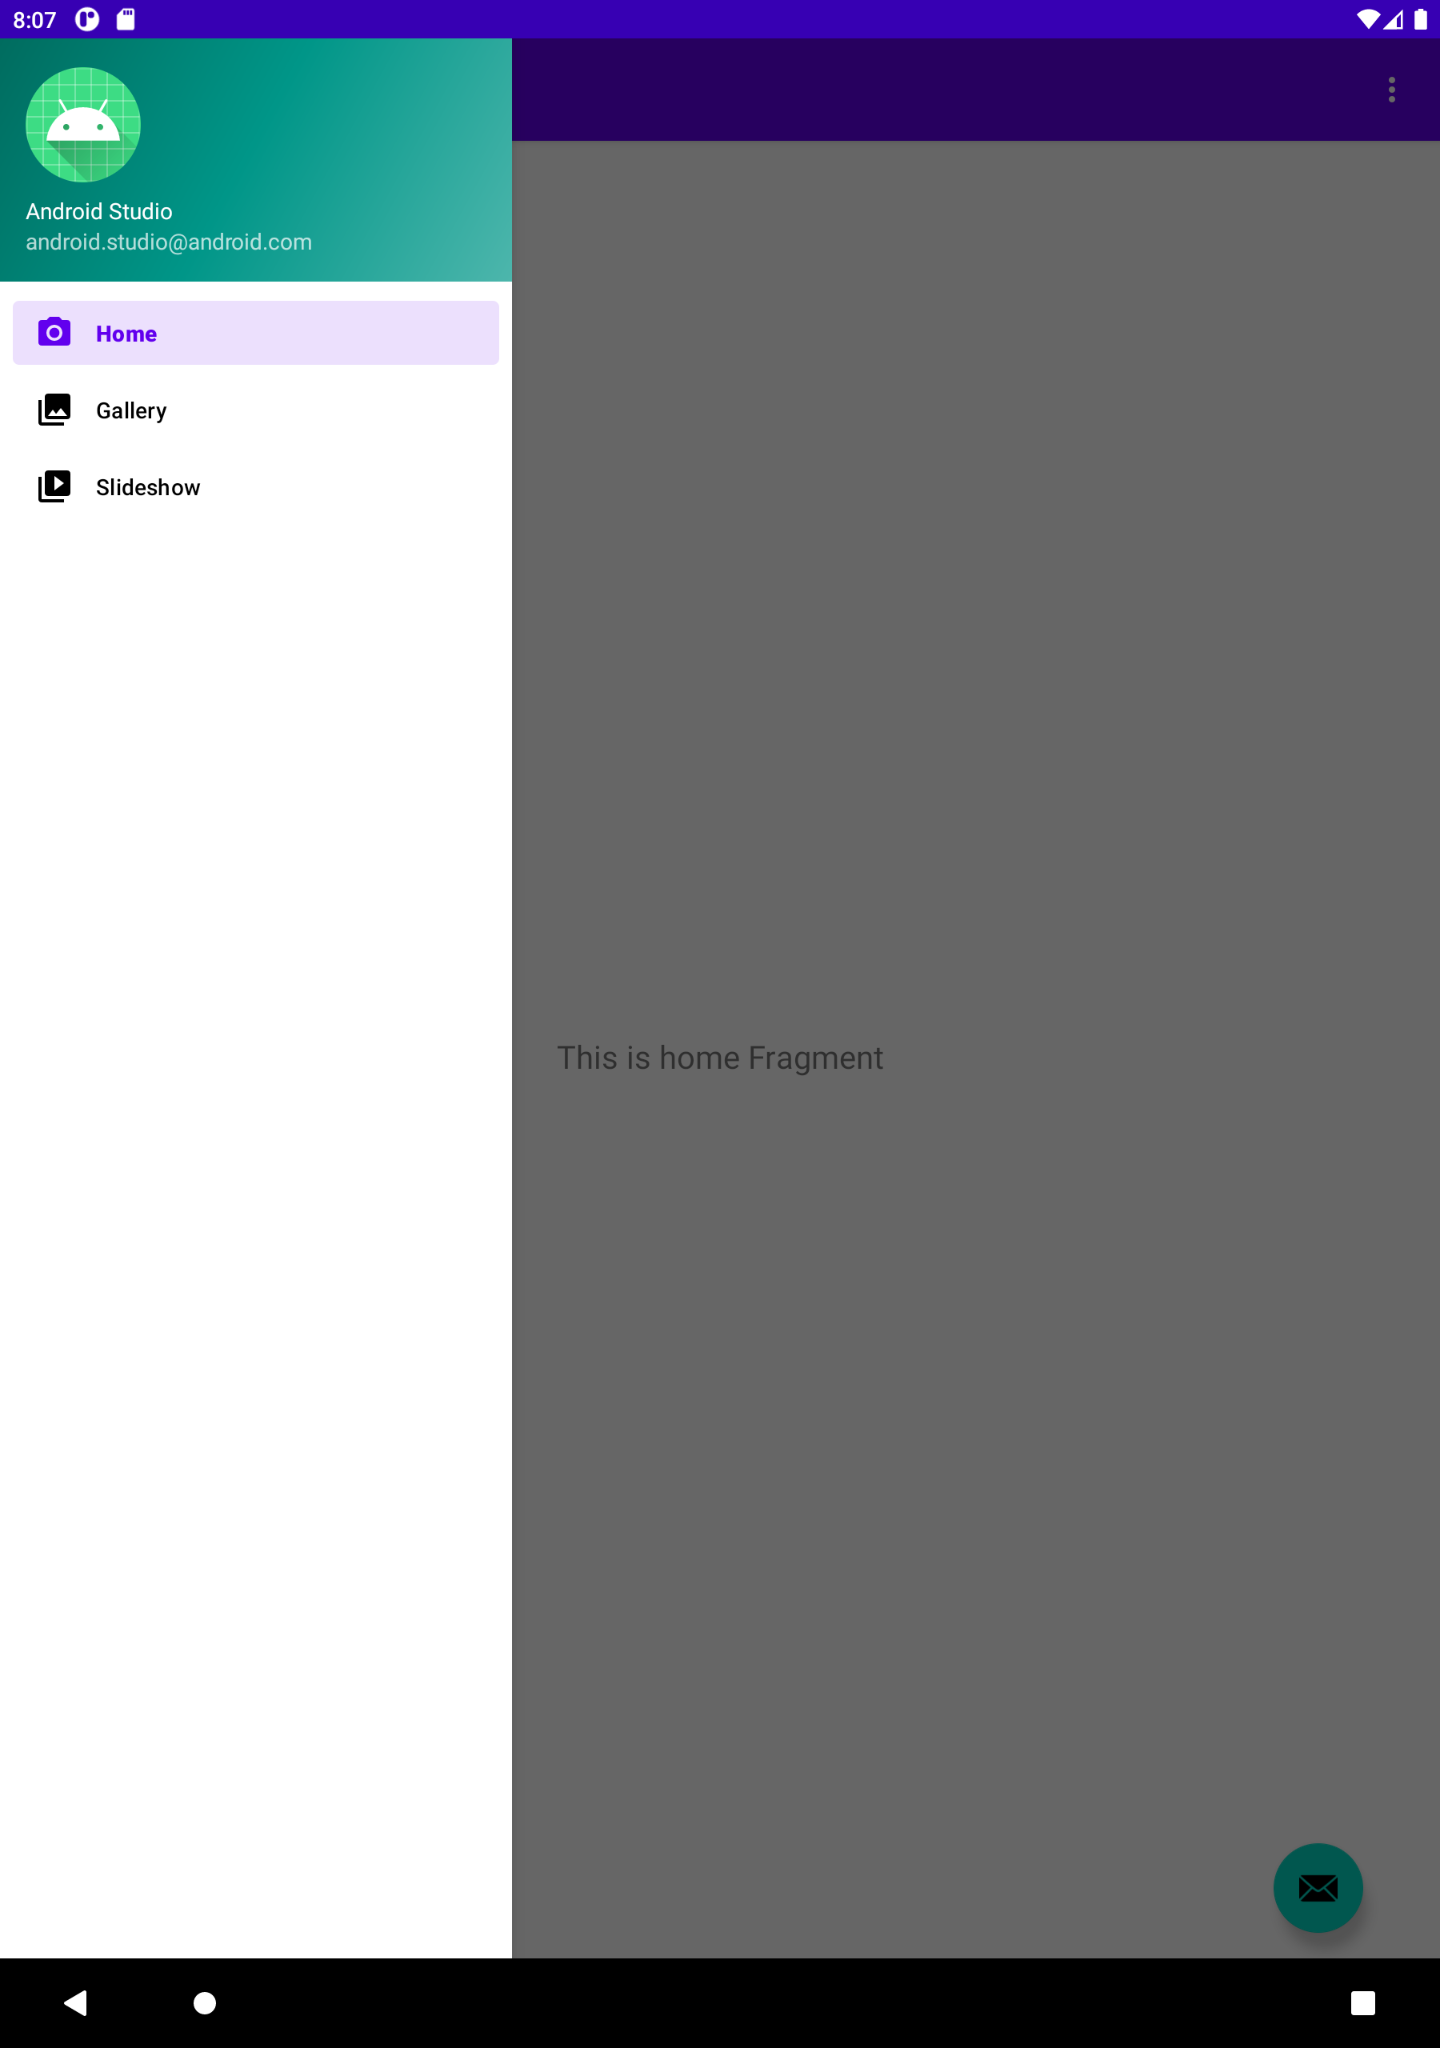 8:07
Android Studio
android.studio@android.com
Home
Gallery
Slideshow
This is home Fragment